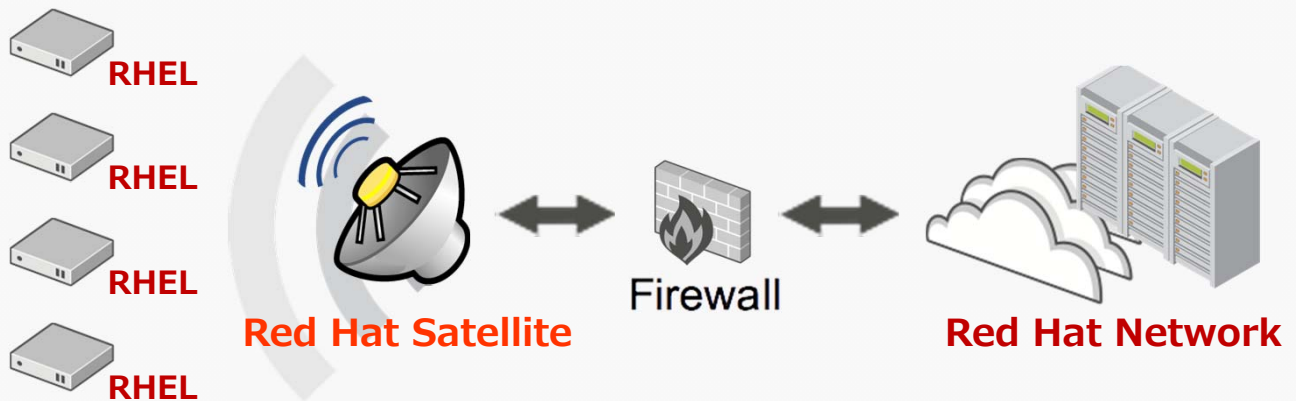 RHEL
RHEL
RHEL
RHEL
Red Hat Satellite
Firewall
Red Hat Network